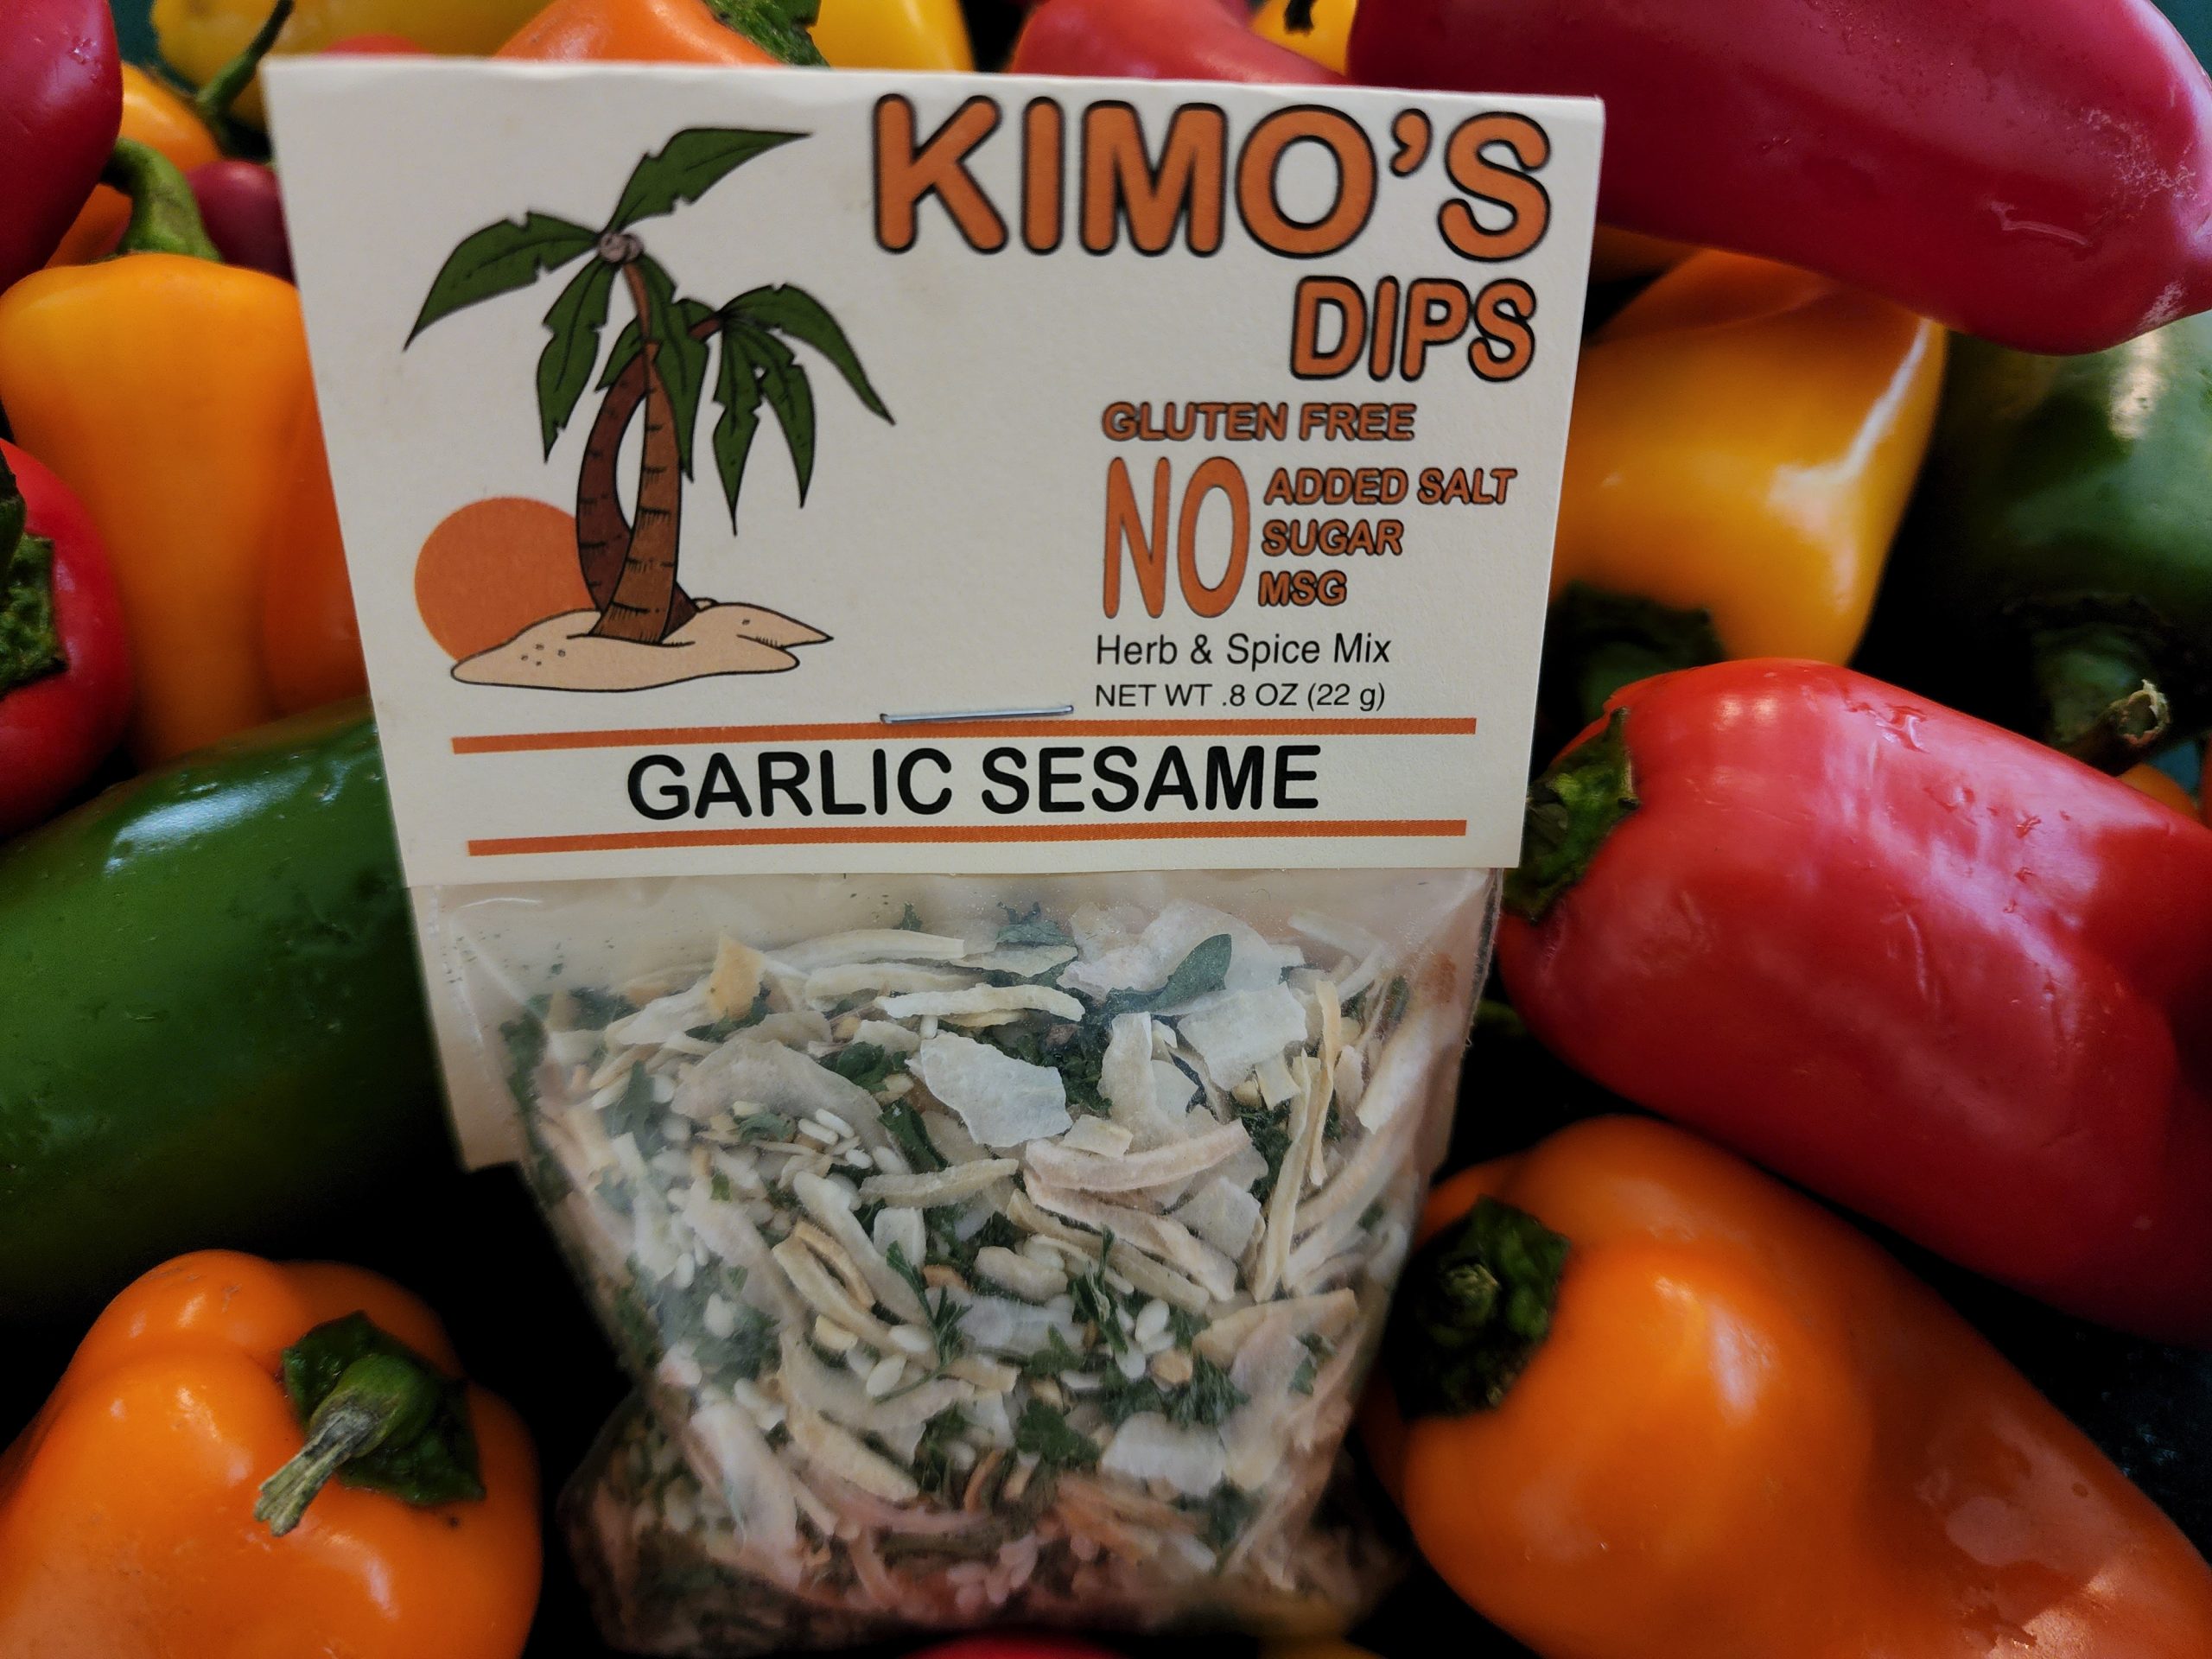 KIMO'S
DIPS
GLUTEN FREE
NO ADDED SALT
SUGAR
MSG
Herb & Spice Mix
NET WT .8 OZ (22 g)
GARLIC SESAME